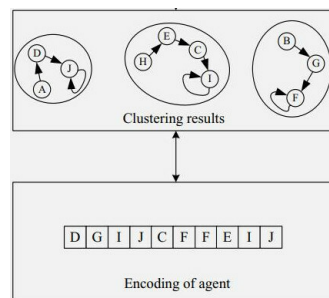 E
B
D
C
J
H
G
I
A
F
Clustering results
D G I J C F F E I J
Encoding of agent